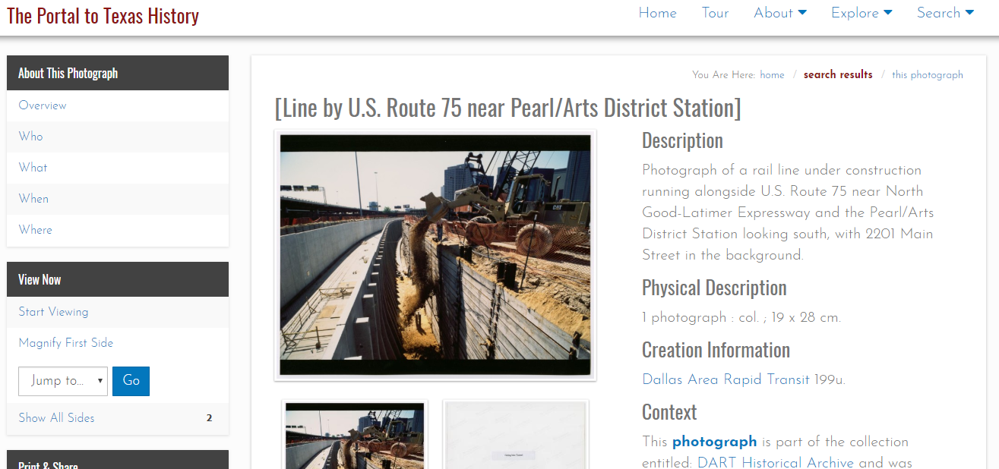 The Portal to Texas History
Home Tour About Explore Search
About This Photograph
Overview
Who
What
When
Where
View Now
Start Viewing
Magnify First Side
Jump to... Go
Show All Sides 2
Print & Share
You Are Here: home / search results / this photograph
[Line by U.S. Route 75 near Pearl/Arts District Station]
CAT
Description
Photograph of a rail line under construction
running alongside U.S. Route 75 near North
Good-Latimer Expressway and the Pearl/Arts
District Station looking south, with 2201 Main
Street in the background.
Physical Description
1 photograph : col. ; 19 x 28 cm.
Creation Information
Dallas Area Rapid Transit 199u.
Context
This photograph is part of the collection
entitled: DART Historical Archive and was